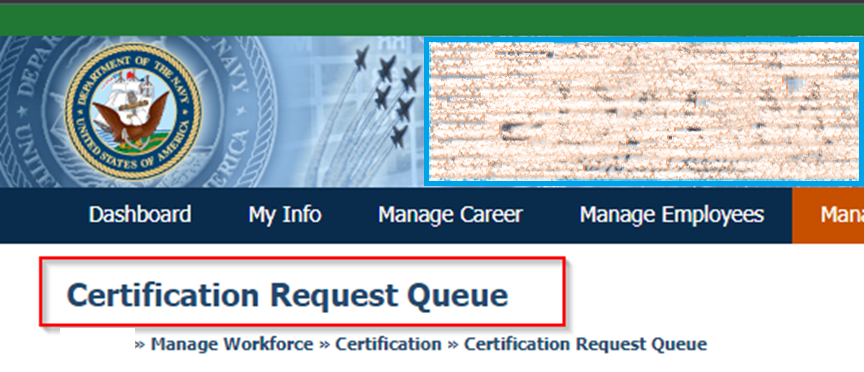 DEPARTMENT OF THE NAVY
UNITED STATES OF AMERICA
Dashboard My Info Manage Career Manage Employees Mana
Certification Request Queue
» Manage Workforce » Certification » Certification Request Queue